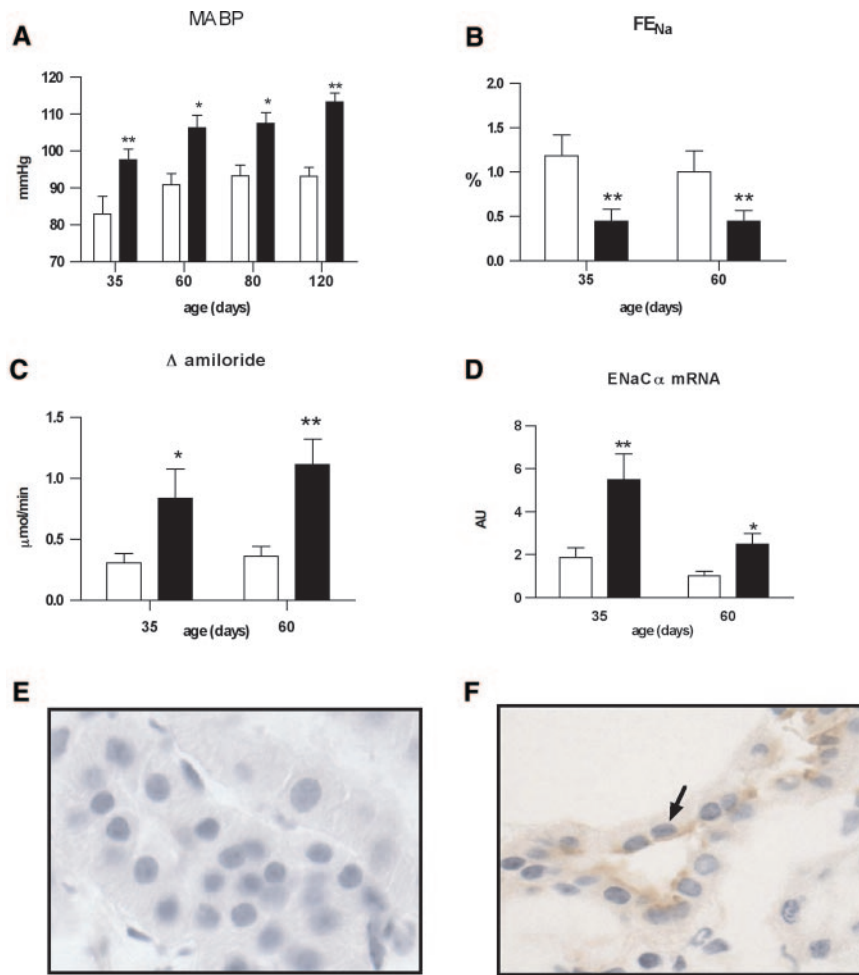 A
MABP
120
110
100
90
80
70
mmHg
**
*
*
**
35 60 80 120
age (days)
B
FENa
2.0
1.5
1.0
0.5
0.0
%
**
**
35 60
age (days)
C
Δ amiloride
1.5
1.0
0.5
0.0
μmol/min
*
**
35 60
age (days)
D
ENaC α mRNA
8
6
4
2
0
AU
**
*
35 60
age (days)
E
F